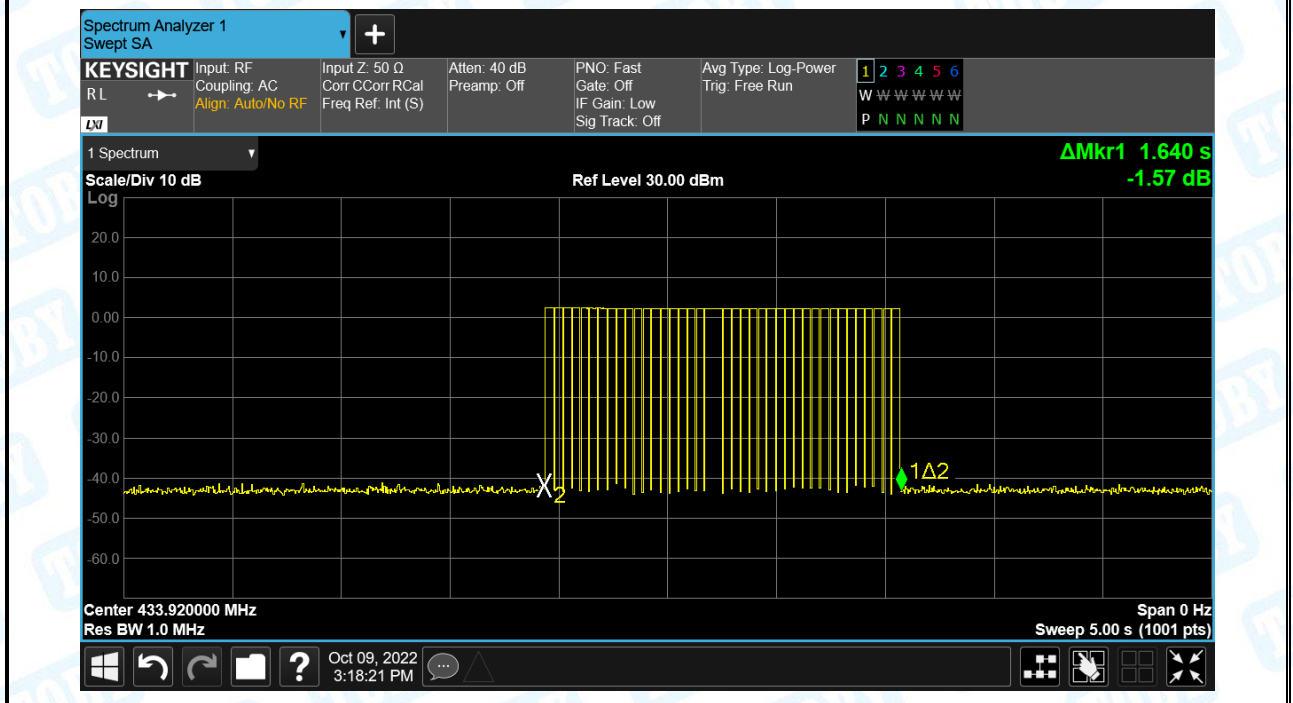 Spectrum Analyzer 1
Swept SA
KEYSIGHT
RL
LXI
Input: RF
Coupling: AC
Align: Auto/No RF
Input Z: 50 Ω
Corr CCorr RCal
Freq Ref: Int (S)
Atten: 40 dB
Preamp: Off
PNO: Fast
Gate: Off
IF Gain: Low
Sig Track: Off
Avg Type: Log-Power
Trig: Free Run
1 2 3 4 5 6
W W W W W W
P N N N N N
1 Spectrum
ΔMkr1 1.640 s
-1.57 dB
Scale/Div 10 dB
Ref Level 30.00 dBm
Log
20.0
10.0
0.00
-10.0
-20.0
-30.0
-40.0
-50.0
-60.0
X2
1Δ2
Center 433.920000 MHz
Span 0 Hz
Res BW 1.0 MHz
Sweep 5.00 s (1001 pts)
?
Oct 09, 2022
3:18:21 PM
TOBY